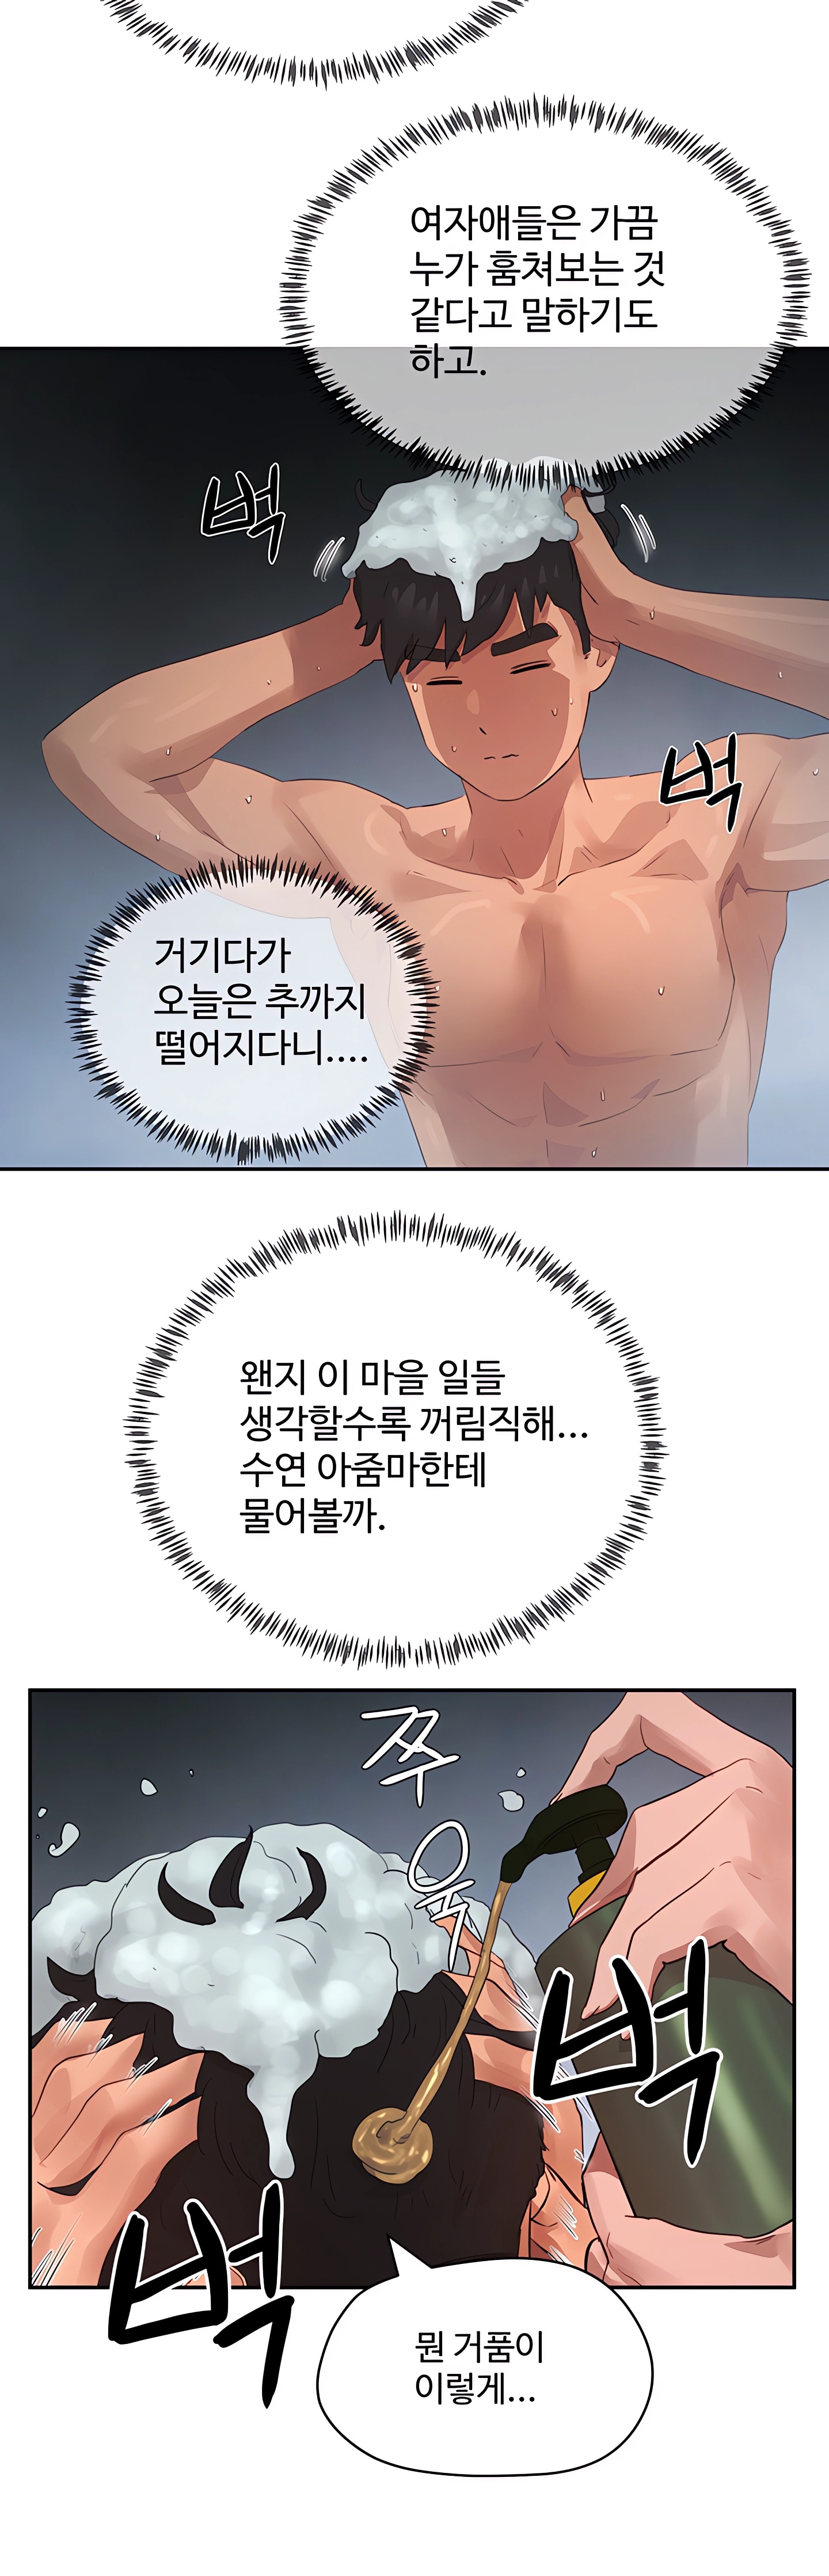 여자애들은 가끔
누가 훔쳐보는 것
같다고 말하기도
하고.
벅
벅
거기다가
오늘은 추까지
떨어지다니....
왠지 이 마을 일들
생각할수록 꺼림직해...
수연 아줌마한테
물어볼까.
쭈
욱
벅
벅
뭔 거품이
이렇게...